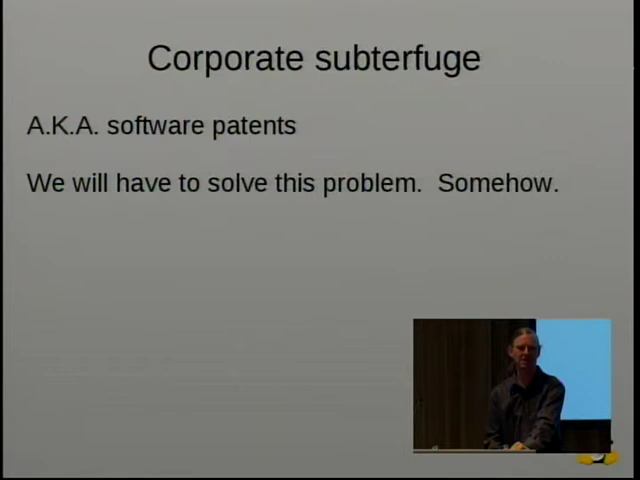 Corporate subterfuge
A.K.A. software patents
We will have to solve this problem.  Somehow.